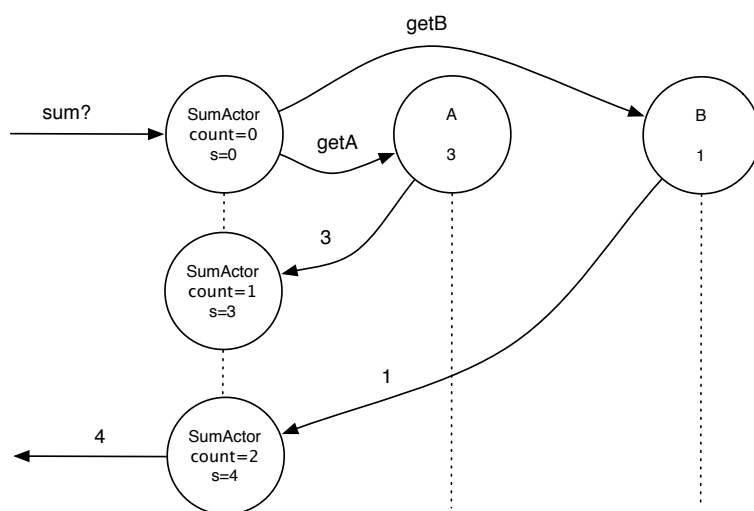 getB
sum?
SumActor
count=0
s=0
getA
A
3
B
1
3
SumActor
count=1
s=3
1
4
SumActor
count=2
s=4